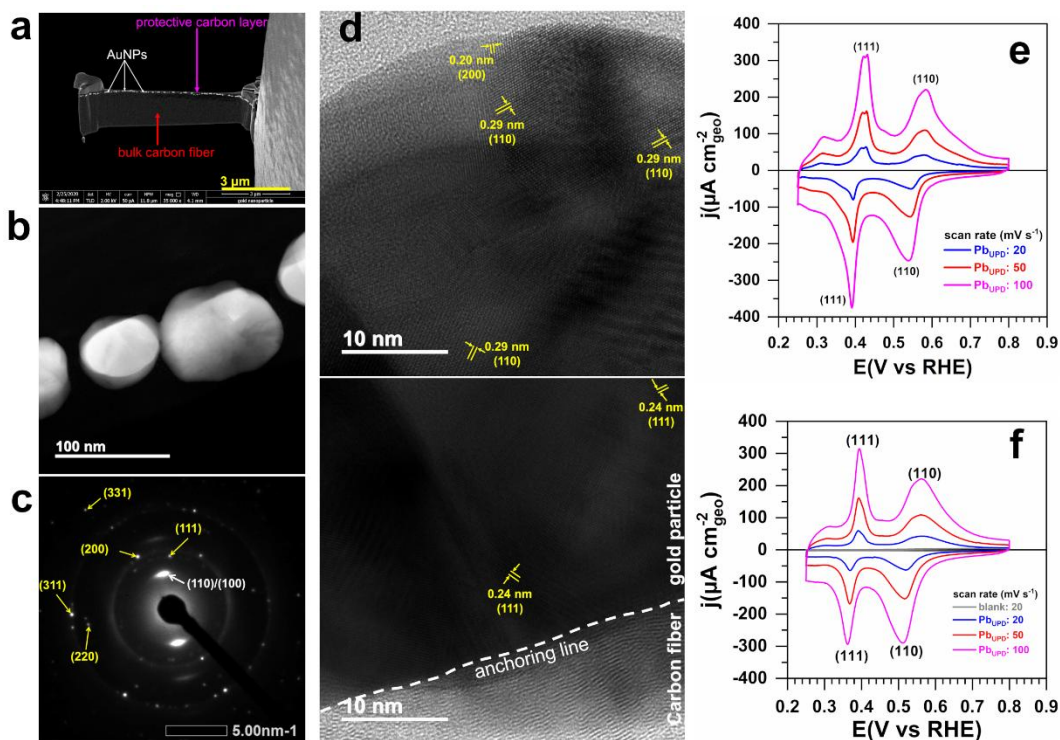 a
protective carbon layer
AuNPs
bulk carbon fiber
3 μm
gold nanoparticle
b
100 nm
c
(331)
(200)
(111)
(110)/(100)
(311)
(220)
5.00nm-1
d
0.20 nm
(200)
0.29 nm
(110)
0.29 nm
(110)
0.29 nm
(110)
10 nm
0.24 nm
(111)
0.24 nm
(111)
gold particle
Carbon fiber
anchoring line
10 nm
e
j(μA cm-2geo)
400
300
200
100
0
-100
-200
-300
-400
(111)
(110)
scan rate (mV s-1)
PbUPD: 20
PbUPD: 50
PbUPD: 100
(110)
(111)
0.2 0.3 0.4 0.5 0.6 0.7 0.8 0.9
E(V vs RHE)
f
j(μA cm-2geo)
400
300
200
100
0
-100
-200
-300
-400
(111)
(110)
scan rate (mV s-1)
blank: 20
PbUPD: 20
PbUPD: 50
PbUPD: 100
(111)
(110)
0.2 0.3 0.4 0.5 0.6 0.7 0.8 0.9
E(V vs RHE)